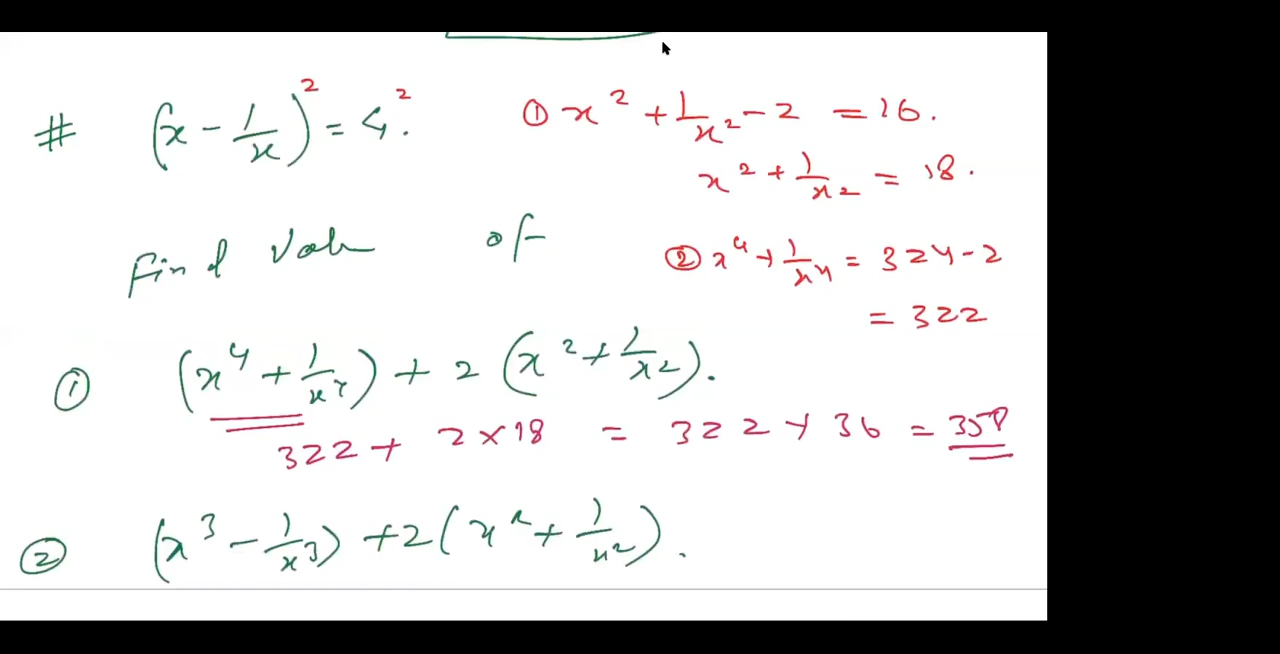 # (x - 1/x)² = 4².
① x² + 1/x² - 2 = 16.
x² + 1/x² = 18.
Find Value of
② x⁴ + 1/x⁴ = 324 - 2
= 322
① (x⁴ + 1/x⁴) + 2 (x² + 1/x²).
322 + 2 × 18 = 322 + 36 = 358
② (x³ - 1/x³) + 2 (x² + 1/x²).